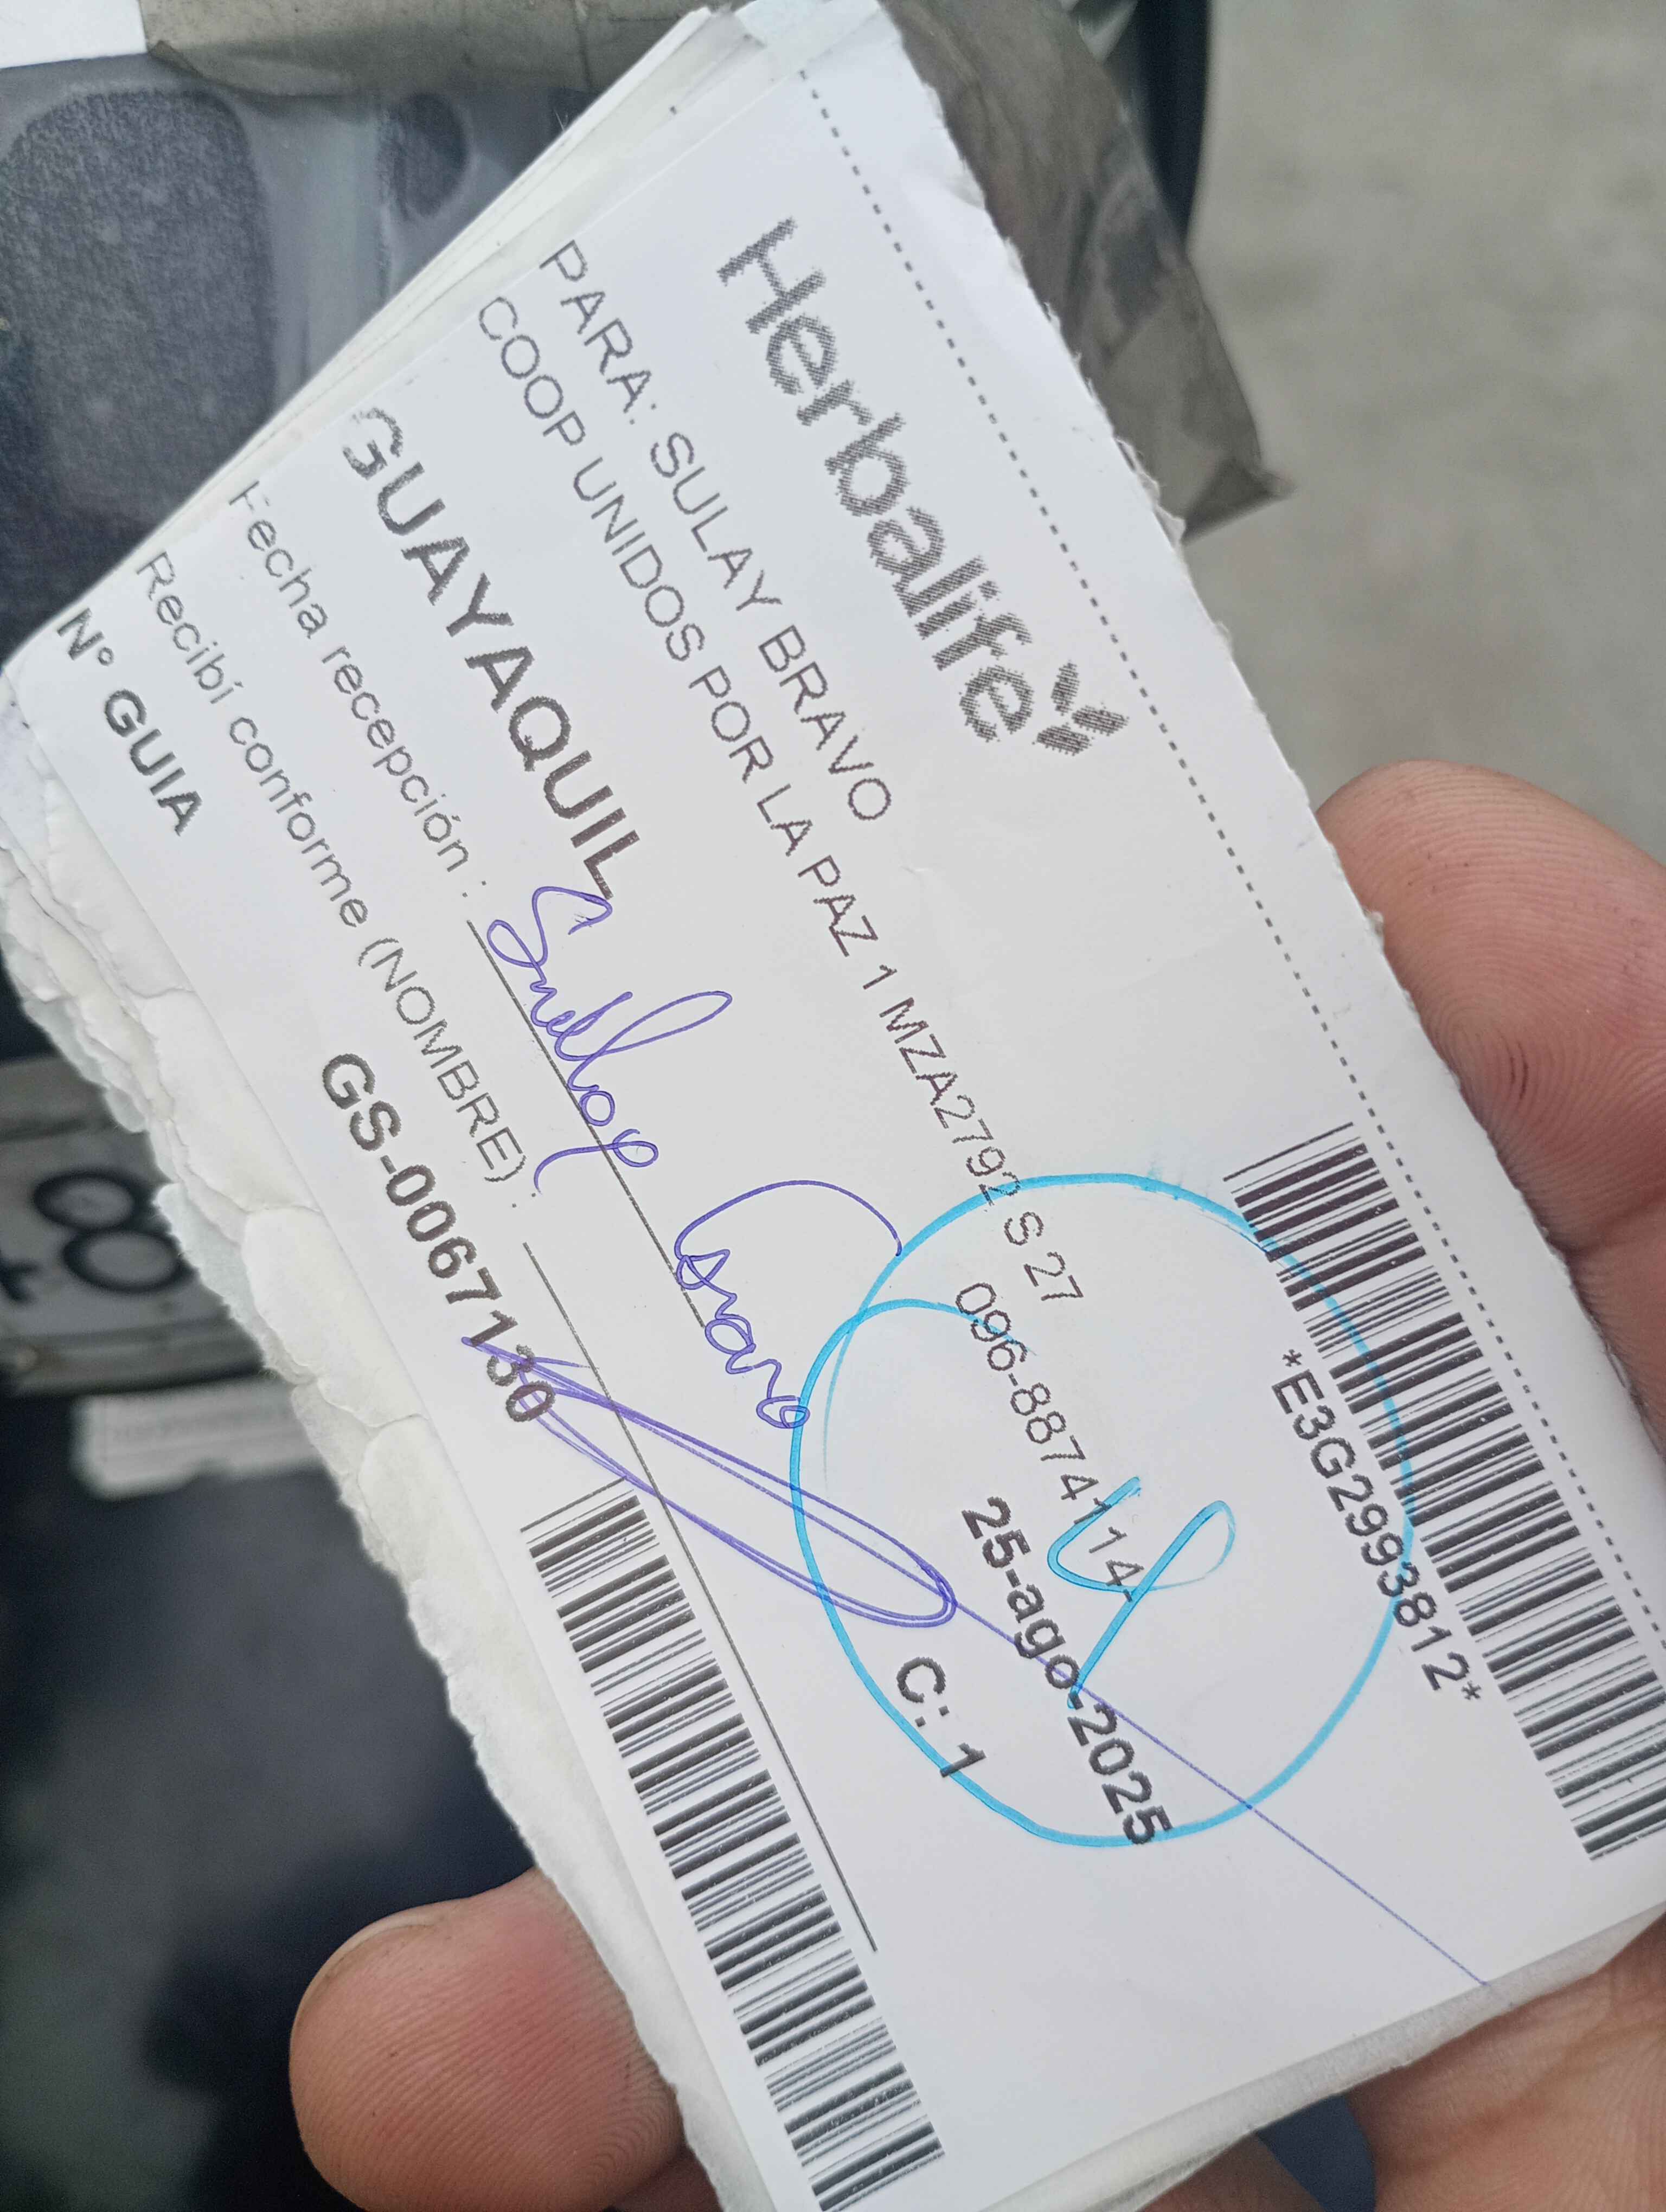 Herbalife
*E3G2993812*
PARA: SULAY BRAVO
COOP UNIDOS POR LA PAZ 1 MZA2792 S 27
096-8874114-
25-ago-2025
GUAYAQUIL
C: 1
Fecha recepción :
Recibí conforme (NOMBRE) :
N° GUIA GS-0067130
8